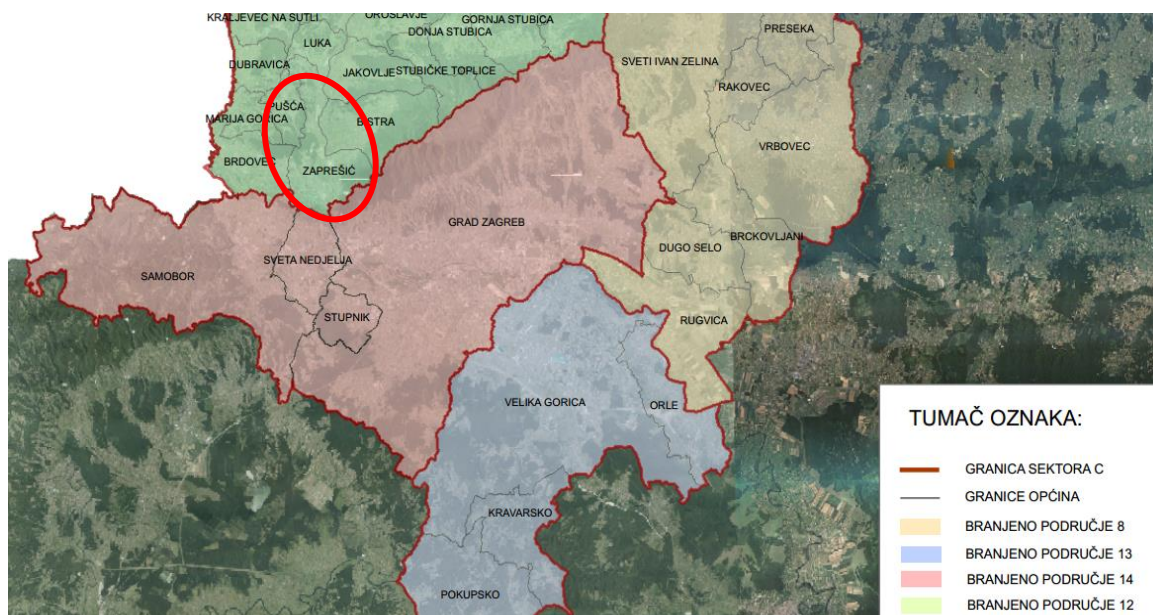 KRALJEVEC NA SUTLI
OROSLAVJE
GORNJA STUBICA
DONJA STUBICA
PRESEKA
LUKA
DUBRAVICA
JAKOVLJE
STUBIČKE TOPLICE
SVETI IVAN ZELINA
RAKOVEC
PUŠĆA
MARIJA GORICA
BISTRA
VRBOVEC
BRDOVEC
ZAPREŠIĆ
GRAD ZAGREB
BRCKOVLJANI
DUGO SELO
SVETA NEDJELJA
SAMOBOR
STUPNIK
RUGVICA
VELIKA GORICA
ORLE
KRAVARSKO
POKUPSKO
TUMAČ OZNAKA:
GRANICA SEKTORA C
GRANICE OPĆINA
BRANJENO PODRUČJE 8
BRANJENO PODRUČJE 13
BRANJENO PODRUČJE 14
BRANJENO PODRUČJE 12